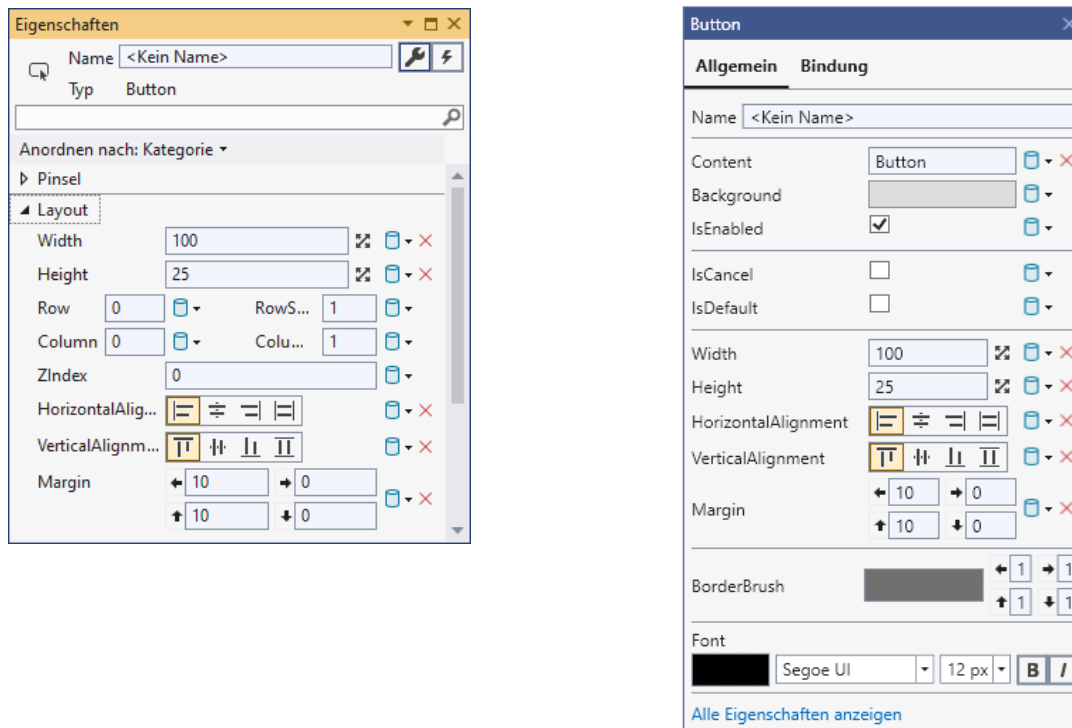 Eigenschaften
Name <Kein Name>
Typ Button
Anordnen nach: Kategorie
Pinsel
Layout
Width 100
Height 25
Row 0 RowS... 1
Column 0 Colu... 1
ZIndex 0
HorizontalAlig...
VerticalAlignm...
Margin 10 0
10 0
Button
Allgemein Bindung
Name <Kein Name>
Content Button
Background
IsEnabled
IsCancel
IsDefault
Width 100
Height 25
HorizontalAlignment
VerticalAlignment
Margin 10 0
10 0
BorderBrush 1 1
1 1
Font
Segoe UI 12 px B I
Alle Eigenschaften anzeigen